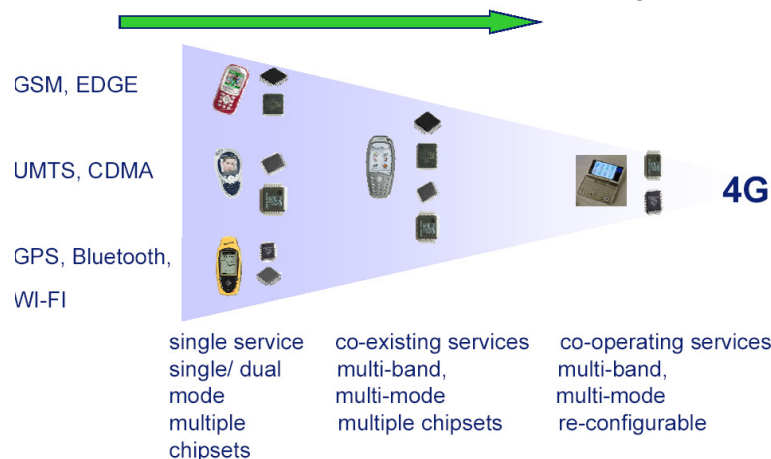 GSM, EDGE
UMTS, CDMA
GPS, Bluetooth,
WI-FI
4G
single service
single/ dual
mode
multiple
chipsets
co-existing services
multi-band,
multi-mode
multiple chipsets
co-operating services
multi-band,
multi-mode
re-configurable